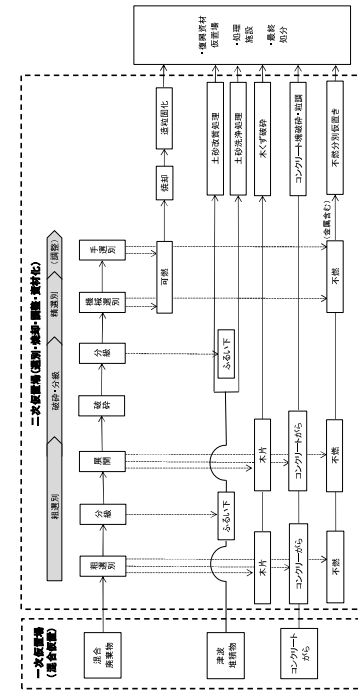 二次仮置場(選別・焼却・調整・資材化)
粗選別
破砕・分級
精選別
(調整)
一次仮置場
(混合仮置)
混合
廃棄物
粗選別
分級
展開
破砕
分級
機械選別
手選別
可燃
焼却
造粒固化
津波
堆積物
ふるい下
ふるい下
土砂改質処理
土砂洗浄処理
木片
木片
木くず破砕
コンクリート
がら
コンクリーがら
コンクリートがら
コンクリート塊破砕・粒調
不燃
不燃
不燃
(金属含む)
不燃分別仮置き
・復興資材
仮置場
・処理
施設
・最終
処分